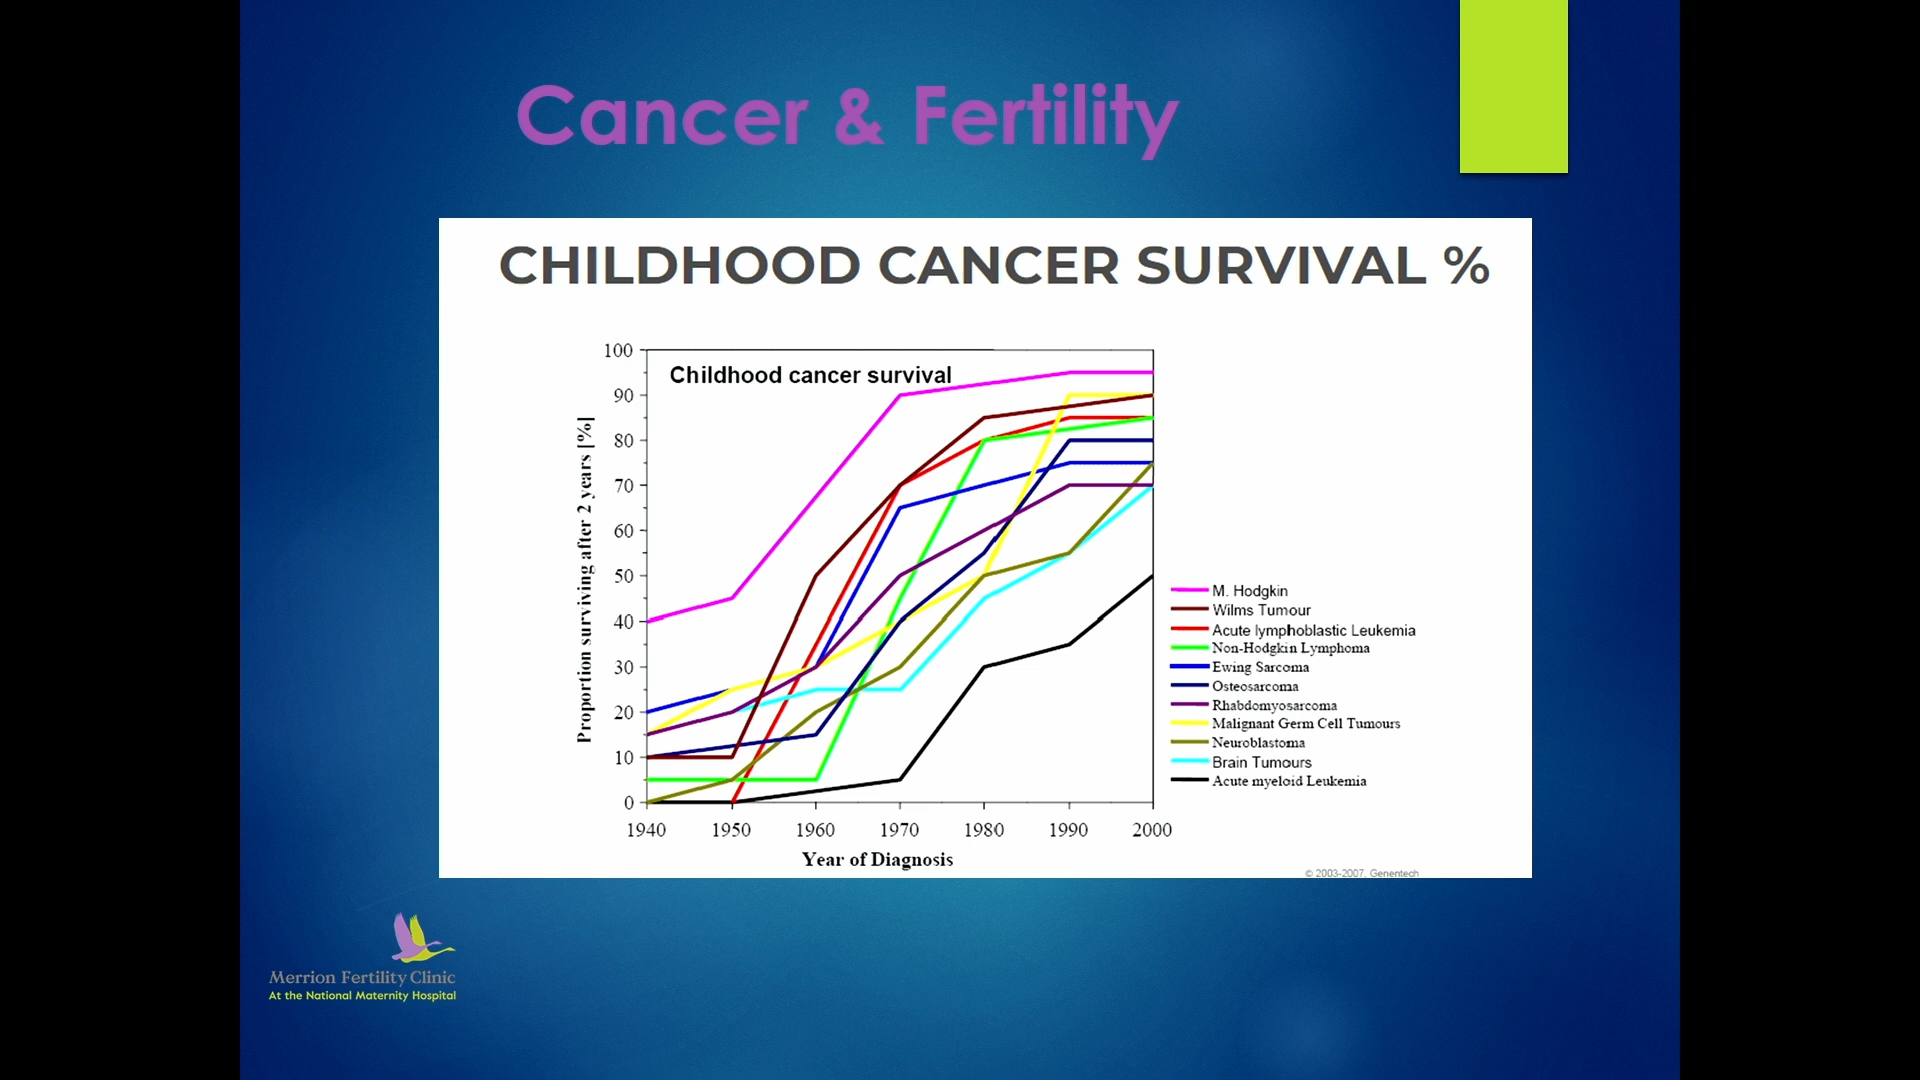 Cancer & Fertility
CHILDHOOD CANCER SURVIVAL %
Childhood cancer survival
Proportion surviving after 2 years [%]
100
90
80
70
60
50
40
30
20
10
0
1940 1950 1960 1970 1980 1990 2000
Year of Diagnosis
M. Hodgkin
Wilms Tumour
Acute lymphoblastic Leukemia
Non-Hodgkin Lymphoma
Ewing Sarcoma
Osteosarcoma
Rhabdomyosarcoma
Malignant Germ Cell Tumours
Neuroblastoma
Brain Tumours
Acute myeloid Leukemia
© 2003-2007, Genentech
Merrion Fertility Clinic
At the National Maternity Hospital